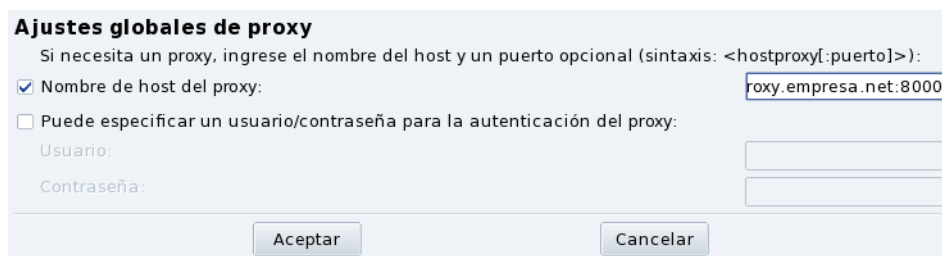 Ajustes globales de proxy
Si necesita un proxy, ingrese el nombre del host y un puerto opcional (sintaxis: <hostproxy[:puerto]>):
Nombre de host del proxy: roxy.empresa.net:8000
Puede especificar un usuario/contraseña para la autenticación del proxy:
Usuario:
Contraseña:
Aceptar Cancelar